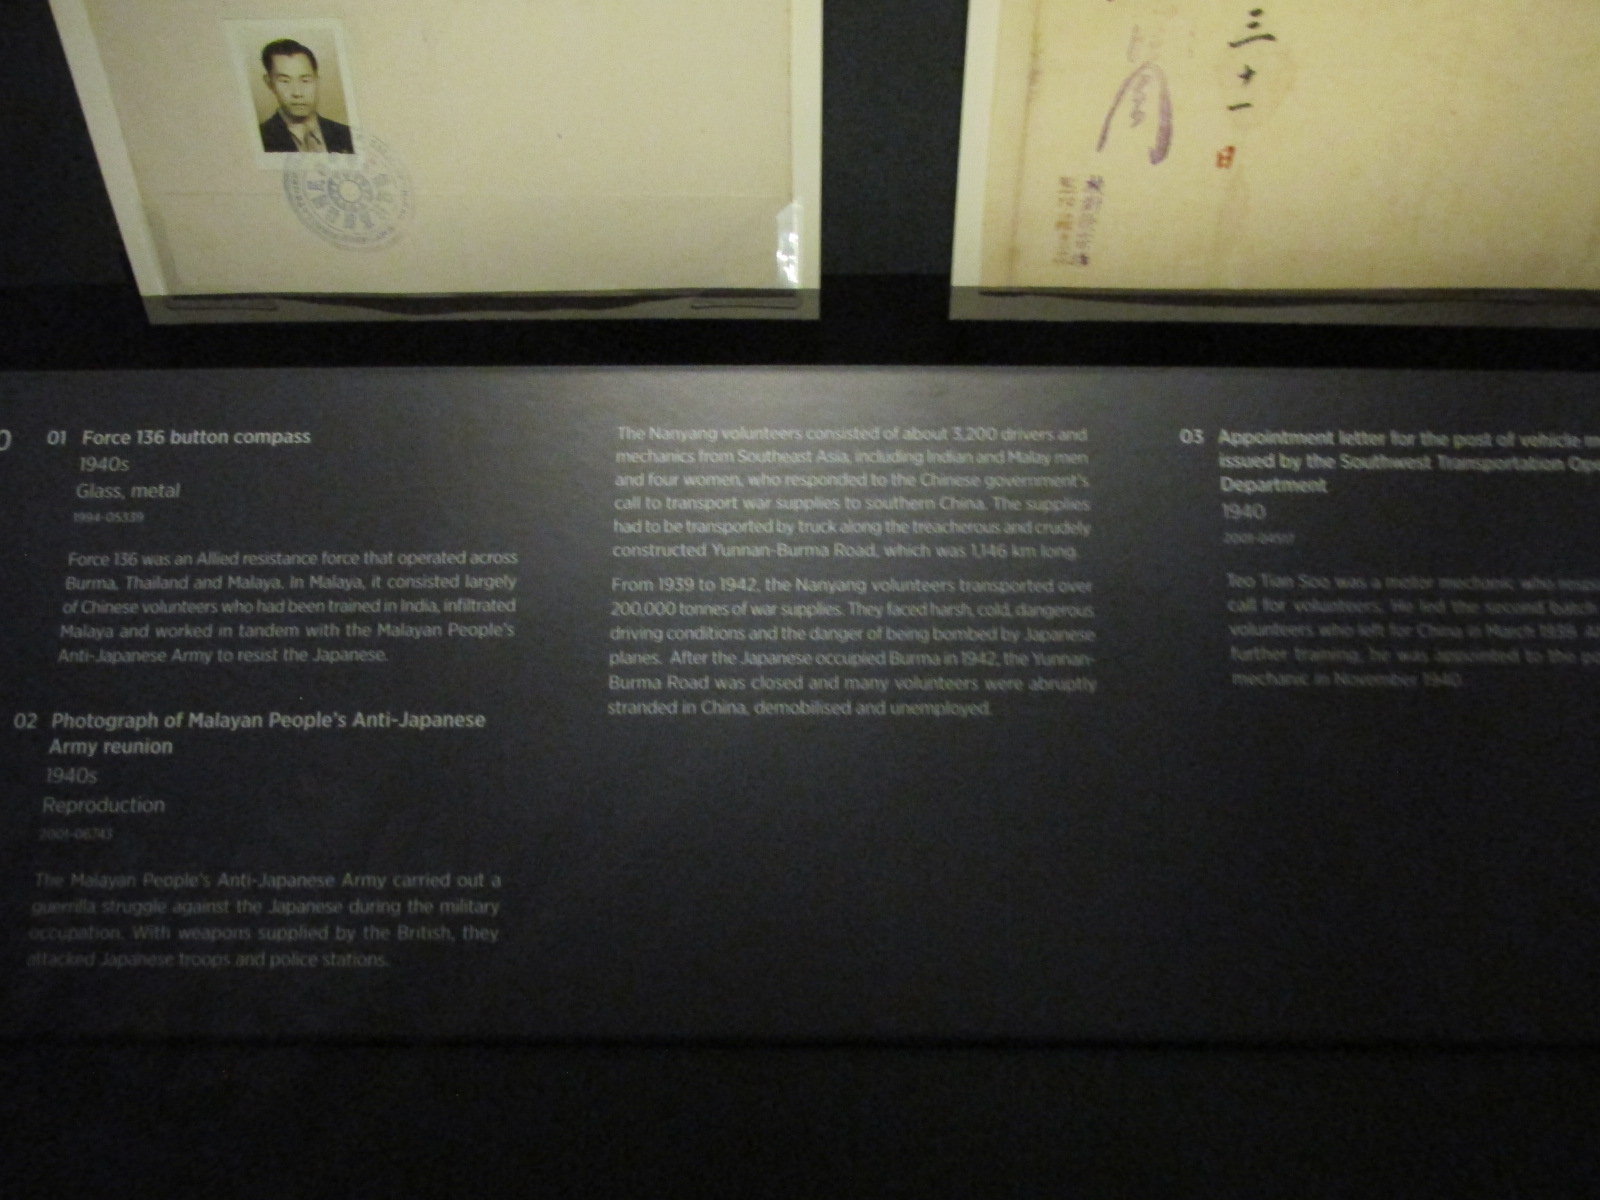 三
十
一
日
01 Force 136 button compass
1940s
Glass, metal
1994-05339
Force 136 was an Allied resistance force that operated across
Burma, Thailand and Malaya. In Malaya, it consisted largely
of Chinese volunteers who had been trained in India, infiltrated
Malaya and worked in tandem with the Malayan People's
Anti-Japanese Army to resist the Japanese.
02 Photograph of Malayan People's Anti-Japanese
Army reunion
1940s
Reproduction
2001-06743
The Malayan People's Anti-Japanese Army carried out a
guerrilla struggle against the Japanese during the military
occupation. With weapons supplied by the British, they
attacked Japanese troops and police stations.
The Nanyang volunteers consisted of about 3,200 drivers and
mechanics from Southeast Asia, including Indian and Malay men
and four women, who responded to the Chinese government's
call to transport war supplies to southern China. The supplies
had to be transported by truck along the treacherous and crudely
constructed Yunnan-Burma Road, which was 1,146 km long.
From 1939 to 1942, the Nanyang volunteers transported over
200,000 tonnes of war supplies. They faced harsh, cold, dangerous
driving conditions and the danger of being bombed by Japanese
planes. After the Japanese occupied Burma in 1942, the Yunnan-
Burma Road was closed and many volunteers were abruptly
stranded in China, demobilised and unemployed.
03 Appointment letter for the post of vehicle
issued by the Southwest Transportation
Department
1940
Teo Tian Soo was a motor mechanic who
call for volunteers. He led the second batch
volunteers who left for China in March 1939.
further training, he was appointed to the
mechanic in November 1940.